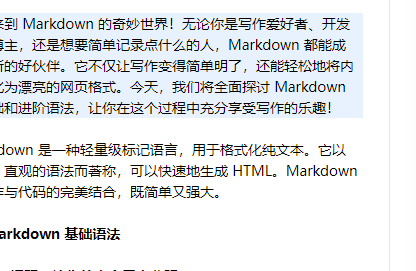 来到 Markdown 的奇妙世界！无论你是写作爱好者、开发
博主，还是想要简单记录点什么的人，Markdown 都能成
新的好伙伴。它不仅让写作变得简单明了，还能轻松地将内
化为漂亮的网页格式。今天，我们将全面探讨 Markdown
础和进阶语法，让你在这个过程中充分享受写作的乐趣！
down 是一种轻量级标记语言，用于格式化纯文本。它以
、直观的语法而著称，可以快速地生成 HTML。Markdown
作与代码的完美结合，既简单又强大。
arkdown 基础语法